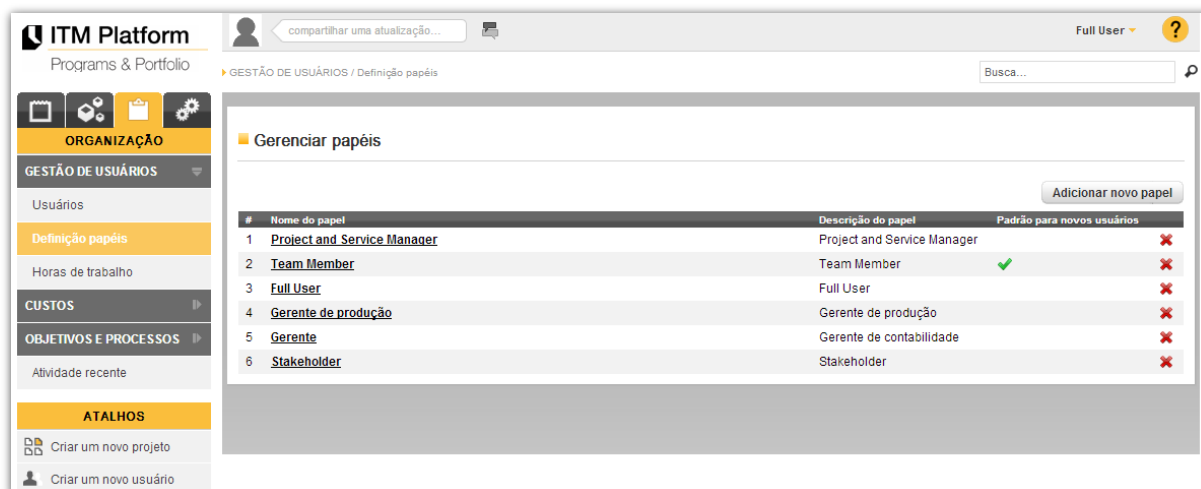 ITM Platform
Programs & Portfolio
compartilhar uma atualização...
Full User
?
GESTÃO DE USUÁRIOS / Definição papéis
Busca...
ORGANIZAÇÃO
GESTÃO DE USUÁRIOS
Usuários
Definição papéis
Horas de trabalho
CUSTOS
OBJETIVOS E PROCESSOS
Atividade recente
ATALHOS
Criar um novo projeto
Criar um novo usuário
Gerenciar papéis
Adicionar novo papel
# Nome do papel Descrição do papel Padrão para novos usuários
1 Project and Service Manager Project and Service Manager
2 Team Member Team Member
3 Full User Full User
4 Gerente de produção Gerente de produção
5 Gerente Gerente de contabilidade
6 Stakeholder Stakeholder